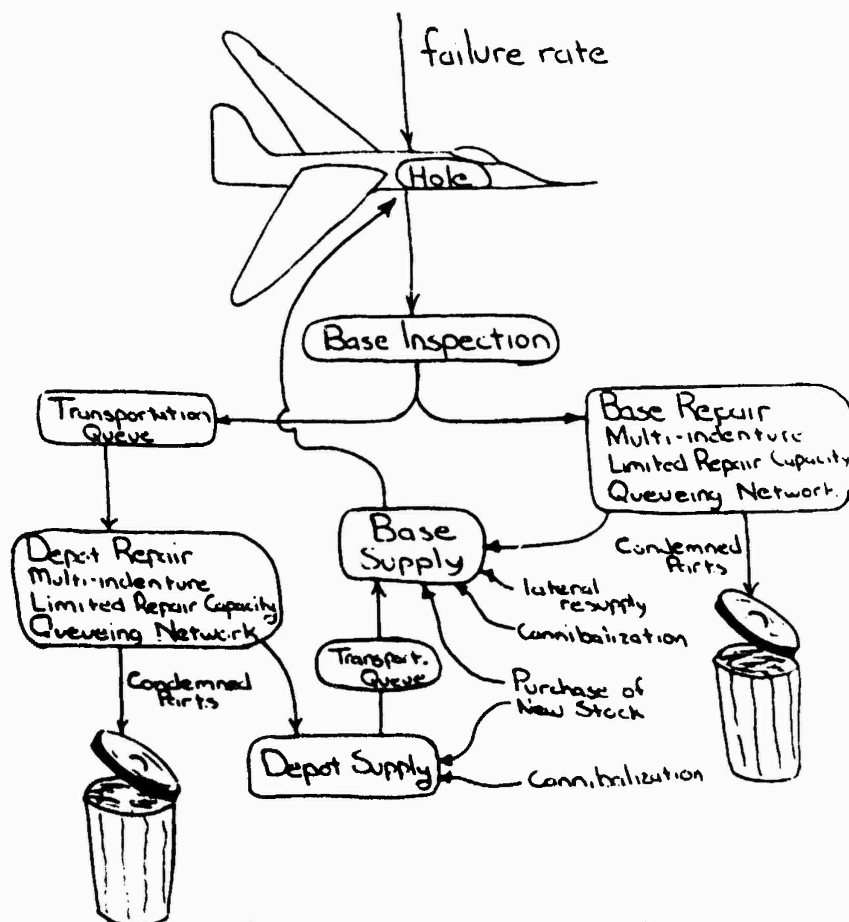 failure rate
Hole
Base Inspection
Transportation
Queue
Base Repair
Multi-indenture
Limited Repair Capacity
Queueing Network
Base
Supply
Condemned
Parts
Depot Repair
Multi-indenture
Limited Repair Capacity
Queueing Network
lateral
resupply
Cannibalization
Transport.
Queue
Condemned
Parts
Purchase of
New Stock
Depot Supply
Cannibalization